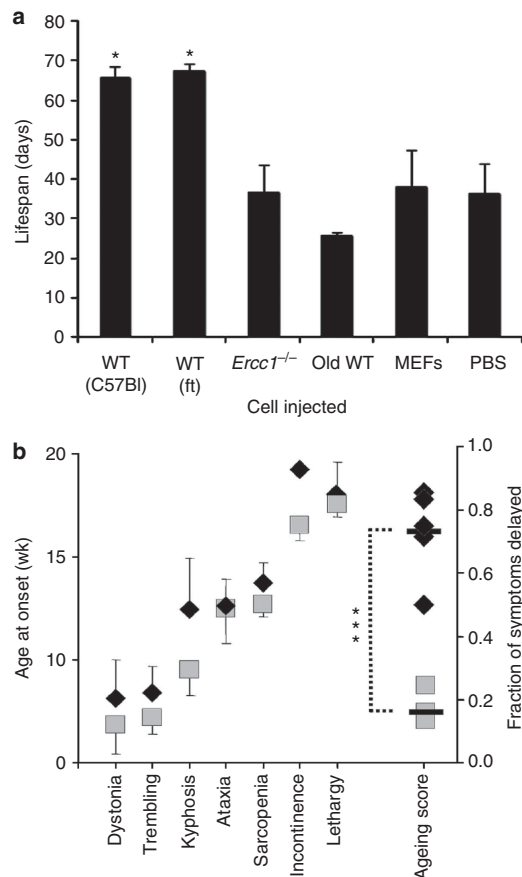 a
80
70
60
50
40
30
20
10
0
Lifespan (days)
* *
WT (C57Bl) WT (ft) Ercc1–/– Old WT MEFs PBS
Cell injected
b
20
15
10
0
Age at onset (wk)
1.0
0.8
0.6
0.4
0.2
0.0
Fraction of symptoms delayed
***
Dystonia
Trembling
Kyphosis
Ataxia
Sarcopenia
Incontinence
Lethargy
Ageing score